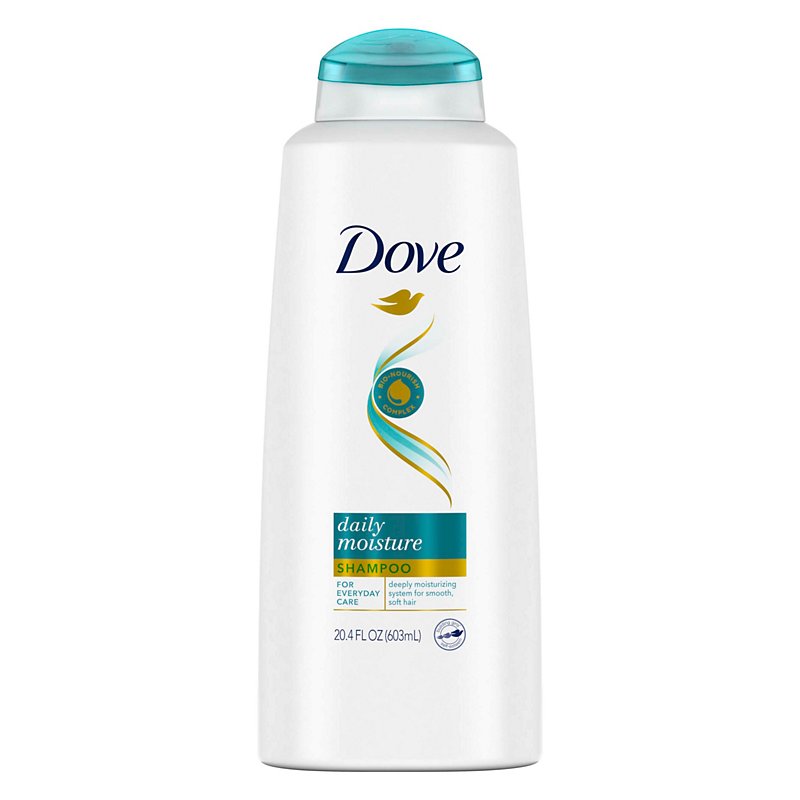 Dove
BIO-NOURISH
COMPLEX
daily
moisture
SHAMPOO
FOR
EVERYDAY
CARE
deeply moisturizing
system for smooth,
soft hair
20.4 FL OZ (603mL)